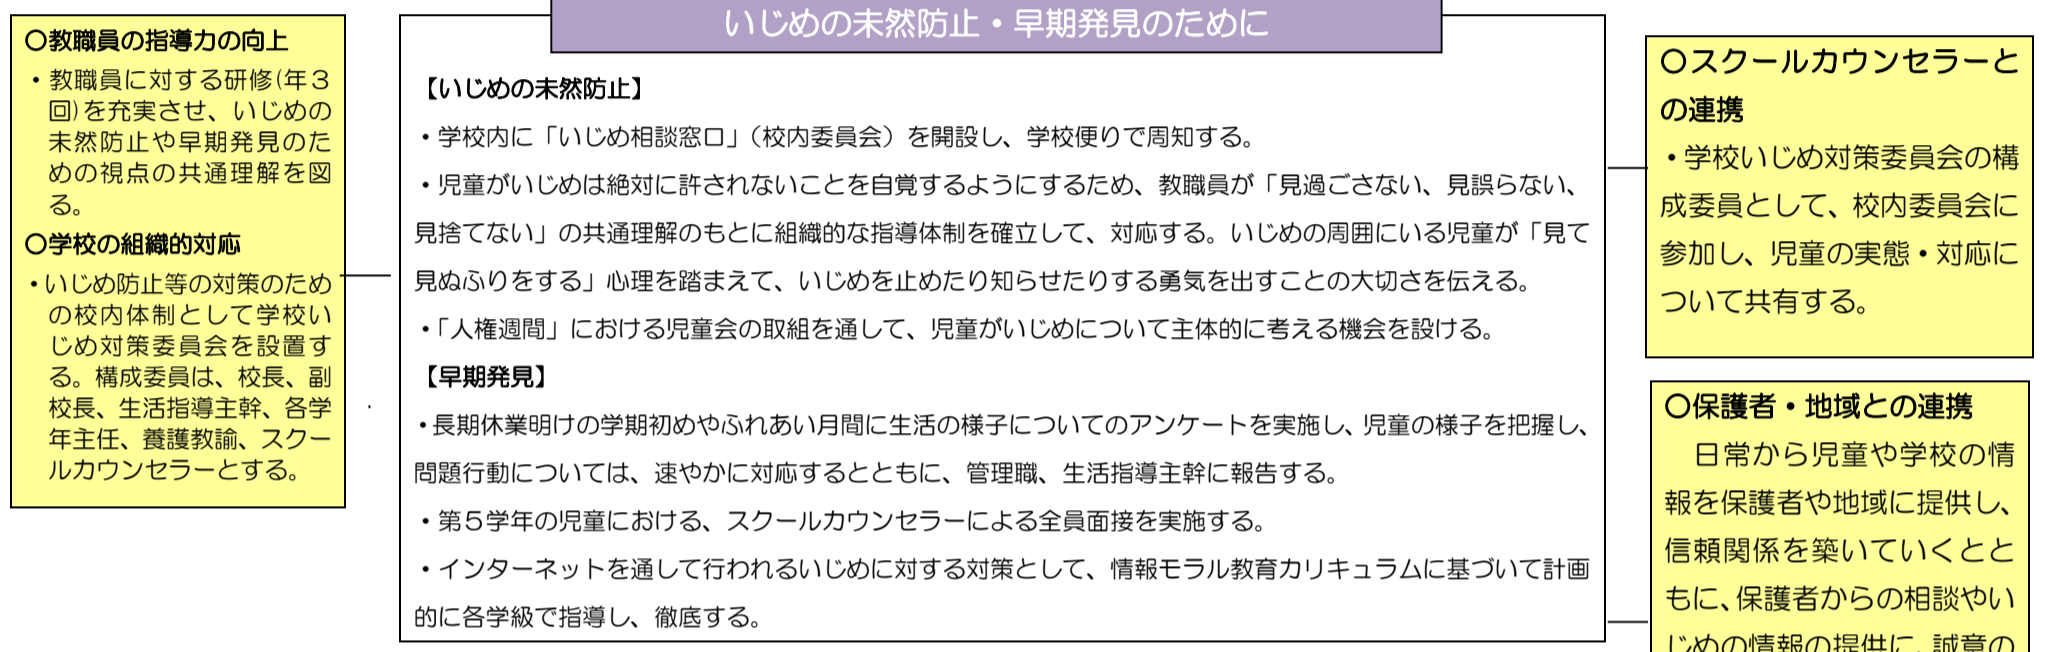 〇教職員の指導力の向上
・教職員に対する研修(年３
回)を充実させ、いじめの
未然防止や早期発見のた
めの視点の共通理解を図
る。
〇学校の組織的対応
・いじめ防止等の対策のため
の校内体制として学校い
じめ対策委員会を設置す
る。構成委員は、校長、副
校長、生活指導主幹、各学
年主任、養護教諭、スクー
ルカウンセラーとする。
いじめの未然防止・早期発見のために
【いじめの未然防止】
・学校内に「いじめ相談窓口」（校内委員会）を開設し、学校便りで周知する。
・児童がいじめは絶対に許されないことを自覚するようにするため、教職員が「見過ごさない、見誤らない、
見捨てない」の共通理解のもとに組織的な指導体制を確立して、対応する。いじめの周囲にいる児童が「見て
見ぬふりをする」心理を踏まえて、いじめを止めたり知らせたりする勇気を出すことの大切さを伝える。
・「人権週間」における児童会の取組を通して、児童がいじめについて主体的に考える機会を設ける。
【早期発見】
・長期休業明けの学期初めやふれあい月間に生活の様子についてのアンケートを実施し、児童の様子を把握し、
問題行動については、速やかに対応するとともに、管理職、生活指導主幹に報告する。
・第５学年の児童における、スクールカウンセラーによる全員面接を実施する。
・インターネットを通して行われるいじめに対する対策として、情報モラル教育カリキュラムに基づいて計画
的に各学級で指導し、徹底する。
〇スクールカウンセラーと
の連携
・学校いじめ対策委員会の構
成委員として、校内委員会に
参加し、児童の実態・対応に
ついて共有する。
〇保護者・地域との連携
日常から児童や学校の情
報を保護者や地域に提供し、
信頼関係を築いていくとと
もに、保護者からの相談やい
じめの情報の提供に、誠意の